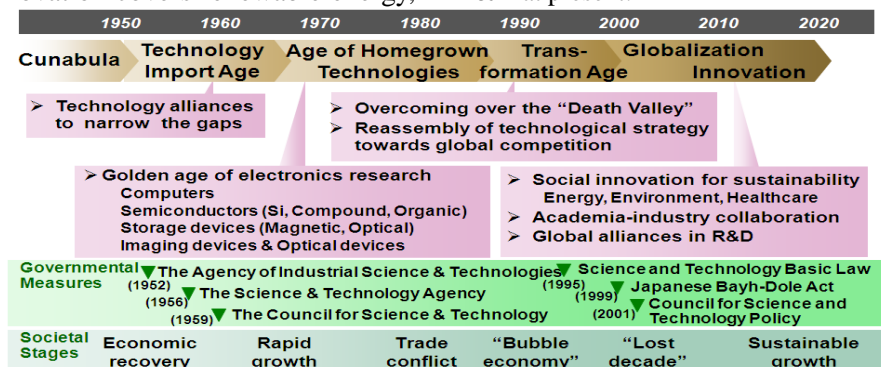 1950 1960 1970 1980 1990 2000 2010 2020
Cunabula
Technology
Import Age
Age of Homegrown
Technologies
Trans-
formation Age
Globalization
Innovation
➢ Technology alliances
to narrow the gaps
➢ Overcoming over the “Death Valley”
➢ Reassembly of technological strategy
towards global competition
➢ Golden age of electronics research
Computers
Semiconductors (Si, Compound, Organic)
Storage devices (Magnetic, Optical)
Imaging devices & Optical devices
➢ Social innovation for sustainability
Energy, Environment, Healthcare
➢ Academia-industry collaboration
➢ Global alliances in R&D
Governmental
Measures
(1952) The Agency of Industrial Science & Technologies
(1956) The Science & Technology Agency
(1959) The Council for Science & Technology
(1995) Science and Technology Basic Law
(1999) Japanese Bayh-Dole Act
(2001) Council for Science and
Technology Policy
Societal
Stages
Economic
recovery
Rapid
growth
Trade
conflict
“Bubble
economy”
“Lost
decade”
Sustainable
growth